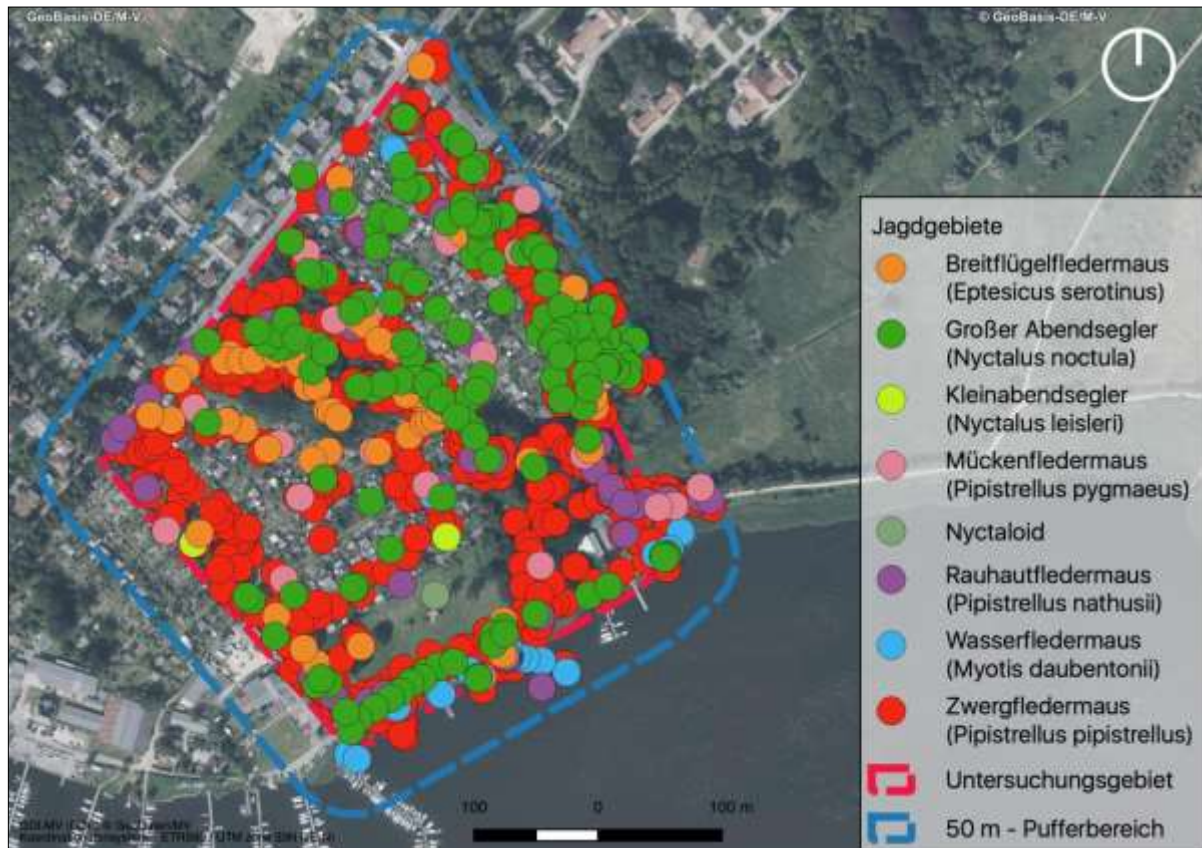 GeoBasis-DE/M-V
© GeoBasis-DE/M-V
Jagdgebiete
Breitflügelfledermaus
(Eptesicus serotinus)
Großer Abendsegler
(Nyctalus noctula)
Kleinabendsegler
(Nyctalus leisleri)
Mückenfledermaus
(Pipistrellus pygmaeus)
Nyctaloid
Rauhautfledermaus
(Pipistrellus nathusii)
Wasserfledermaus
(Myotis daubentonii)
Zwergfledermaus
(Pipistrellus pipistrellus)
Untersuchungsgebiet
50 m - Pufferbereich
100 0 100 m